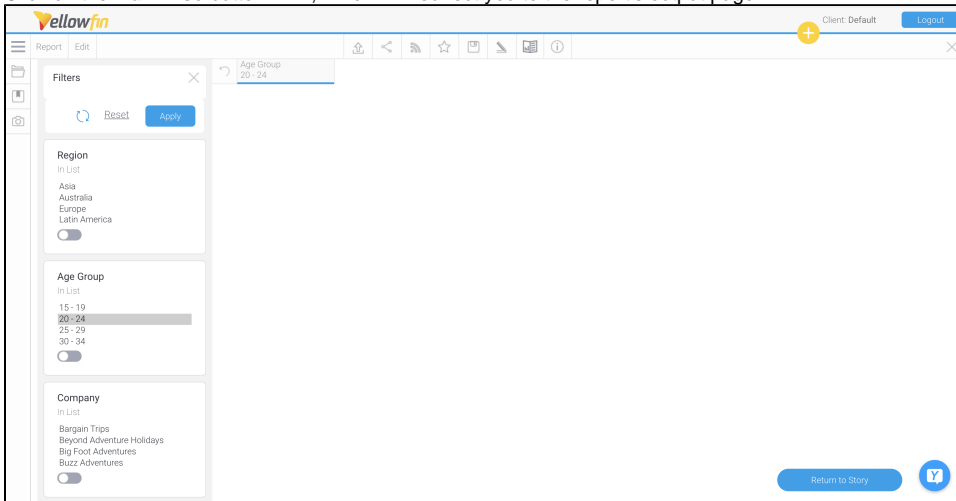 Yellowfin
Client: Default
Logout
Report Edit
Filters
Age Group
20 - 24
Reset
Apply
Region
In List
Asia
Australia
Europe
Latin America
Age Group
In List
15 - 19
20 - 24
25 - 29
30 - 34
Company
In List
Bargain Trips
Beyond Adventure Holidays
Big Foot Adventures
Buzz Adventures
Return to Story